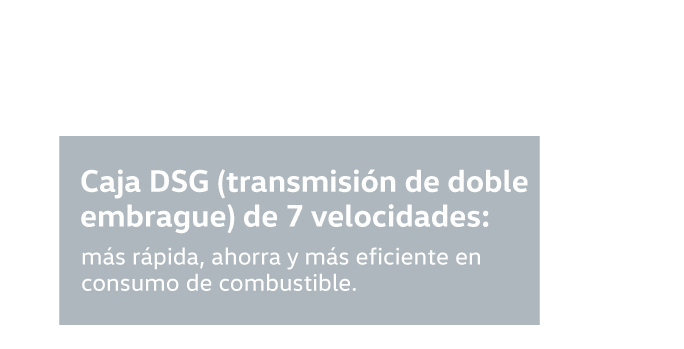 Caja DSG (transmisión de doble
embrague) de 7 velocidades:
más rápida, ahorra y más eficiente en
consumo de combustible.